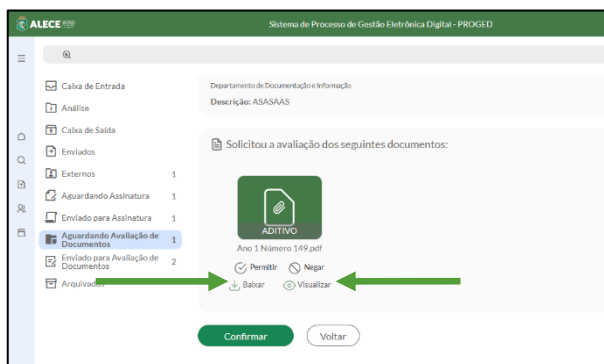 ALECE
Sistema de Processo de Gestão Eletrônica Digital - PROGED
Caixa de Entrada
Análise
Caixa de Saída
Enviados
Externos 1
Aguardando Assinatura 1
Enviado para Assinatura 1
Aguardando Avaliação de
Documentos 1
Enviado para Avaliação de
Documentos 2
Arquivados
Departamento de Documentação e Informação
Descrição: ASASAAS
Solicitou a avaliação dos seguintes documentos:
ADITIVO
Ano 1 Número 149.pdf
Permitir Negar
Baixar Visualizar
Confirmar Voltar